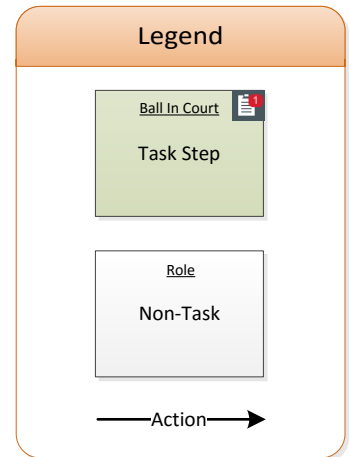 Legend
Ball In Court
1
Task Step
Role
Non-Task
Action